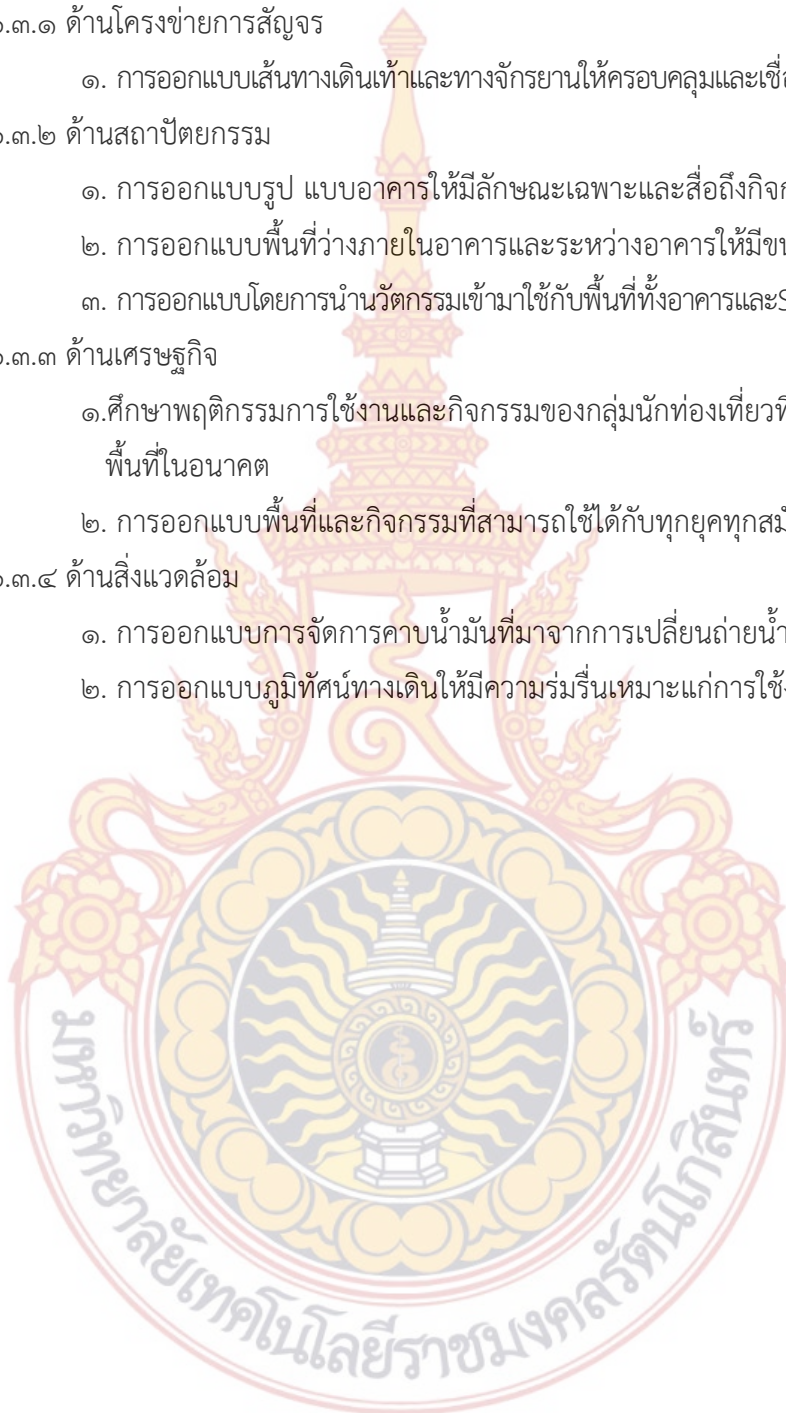 .๓.๑ ด้านโครงข่ายการสัญจร
๑. การออกแบบเส้นทางเดินเท้าและทางจักรยานให้ครอบคลุมและเชื่อ
.๓.๒ ด้านสถาปัตยกรรม
๑. การออกแบบรูป แบบอาคารให้มีลักษณะเฉพาะและสื่อถึงกิจก
๒. การออกแบบพื้นที่ว่างภายในอาคารและระหว่างอาคารให้มีขน
๓. การออกแบบโดยการนำนวัตกรรมเข้ามาใช้กับพื้นที่ทั้งอาคารและS
.๓.๓ ด้านเศรษฐกิจ
๑.ศึกษาพฤติกรรมการใช้งานและกิจกรรมของกลุ่มนักท่องเที่ยวที
พื้นที่ในอนาคต
๒. การออกแบบพื้นที่และกิจกรรมที่สามารถใช้ได้กับทุกยุคทุกสมั
.๓.๔ ด้านสิ่งแวดล้อม
๑. การออกแบบการจัดการคาบน้ำมันที่มาจากการเปลี่ยนถ่ายน้ำ
๒. การออกแบบภูมิทัศน์ทางเดินให้มีความร่มรื่นเหมาะแก่การใช้ง
มหาวิทยาลัยเทคโนโลยีราชมงคลรัตนโกสินทร์